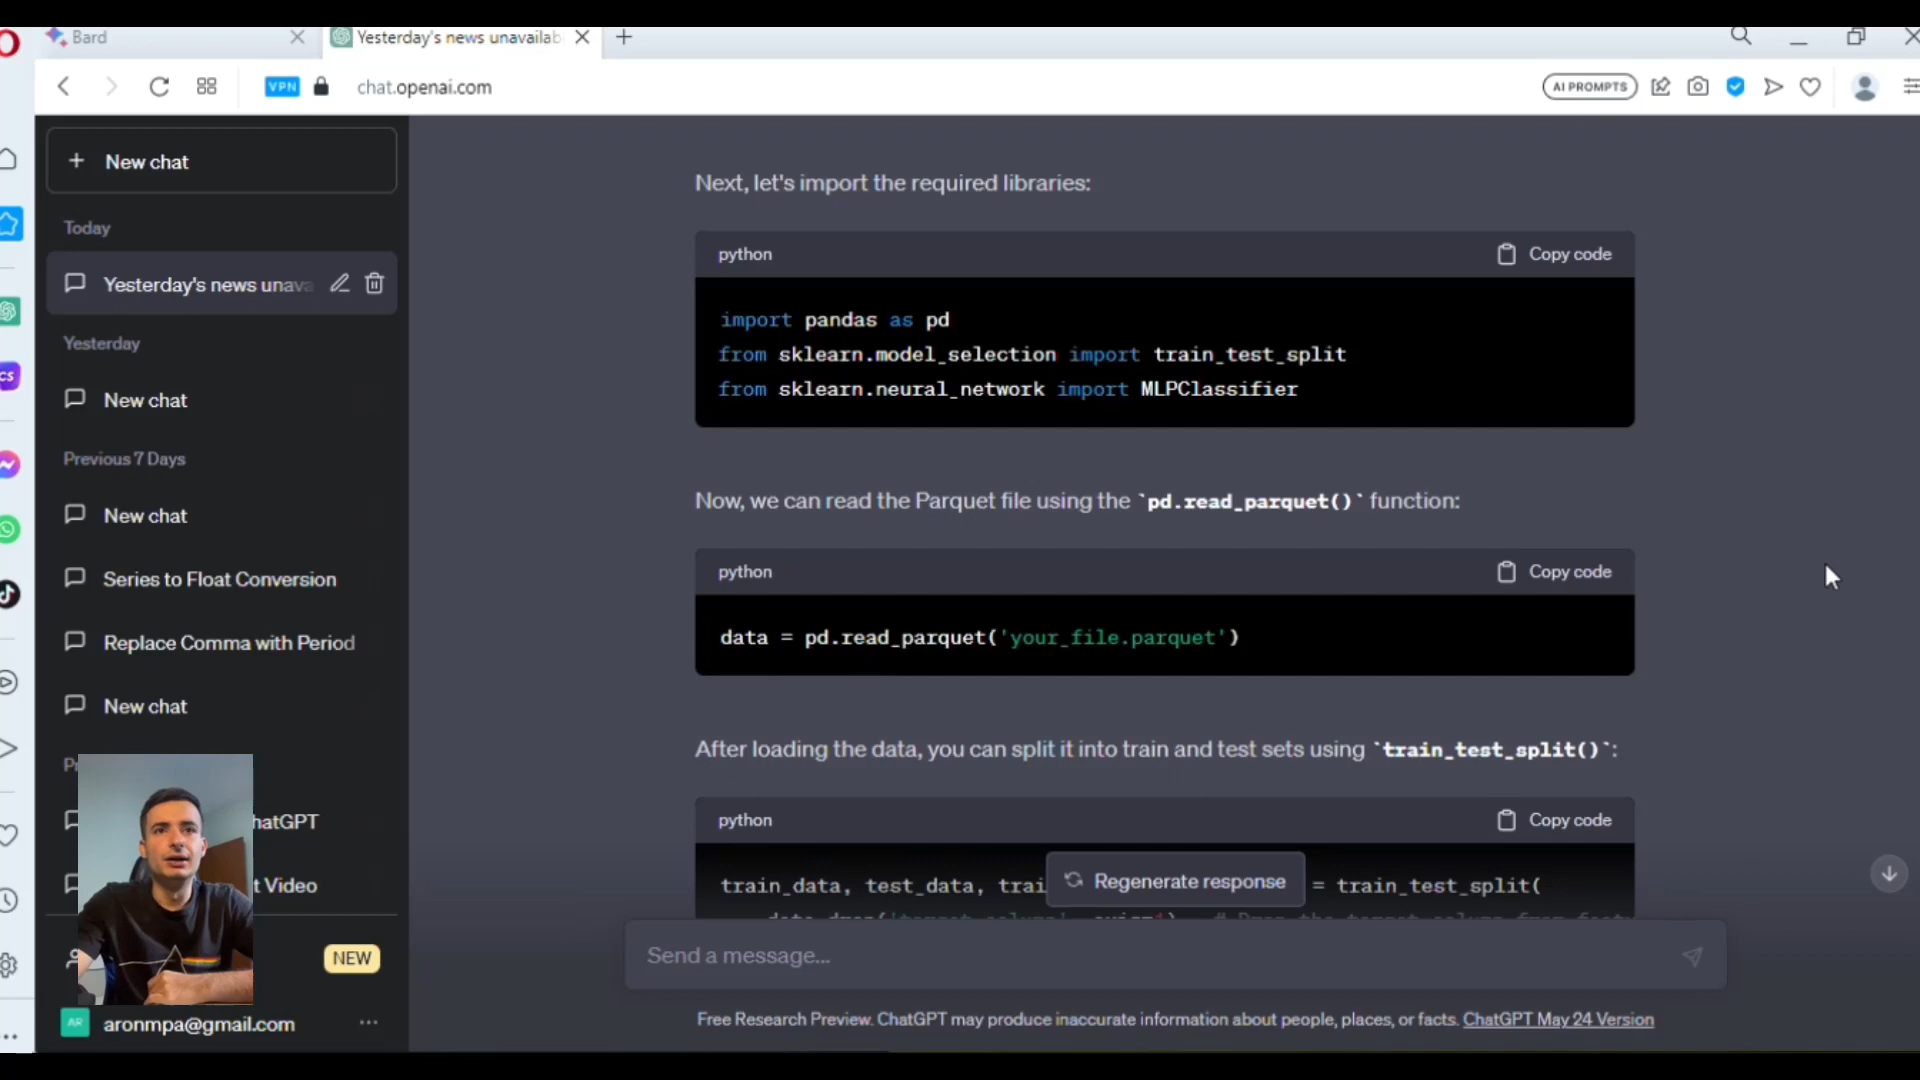 Bard
Yesterday's news unavailab
VPN
chat.openai.com
AI PROMPTS
New chat
Today
Yesterday's news unava
Yesterday
New chat
Previous 7 Days
New chat
Series to Float Conversion
Replace Comma with Period
New chat
hatGPT
t Video
NEW
AR
aronmpa@gmail.com
CS
Next, let's import the required libraries:
python
Copy code
import pandas as pd
from sklearn.model_selection import train_test_split
from sklearn.neural_network import MLPClassifier
Now, we can read the Parquet file using the `pd.read_parquet()` function:
python
Copy code
data = pd.read_parquet('your_file.parquet')
After loading the data, you can split it into train and test sets using `train_test_split()`:
python
Copy code
train_data, test_data, trai
= train_test_split(
Regenerate response
Send a message...
Free Research Preview. ChatGPT may produce inaccurate information about people, places, or facts. ChatGPT May 24 Version